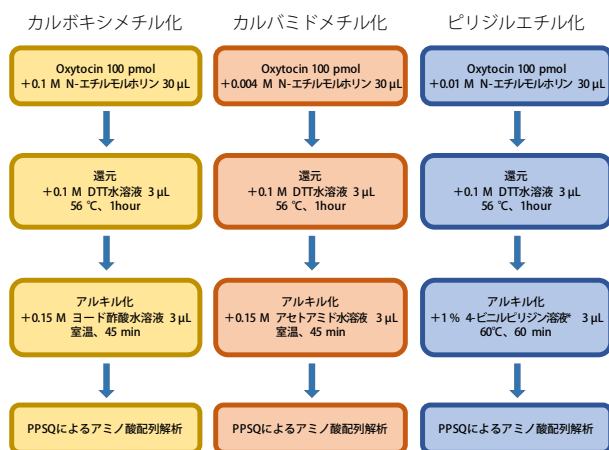 カルボキシメチル化
Oxytocin 100 pmol
+0.1 M N-エチルモルホリン 30 μL
還元
+0.1 M DTT水溶液 3 μL
56 ℃、1hour
アルキル化
+0.15 M ヨード酢酸水溶液 3 μL
室温、45 min
PPSQによるアミノ酸配列解析
カルバミドメチル化
Oxytocin 100 pmol
+0.004 M N-エチルモルホリン 30 μL
還元
+0.1 M DTT水溶液 3 μL
56 ℃、1hour
アルキル化
+0.15 M アセトアミド水溶液 3 μL
室温、45 min
PPSQによるアミノ酸配列解析
ピリジルエチル化
Oxytocin 100 pmol
+0.01 M N-エチルモルホリン 30 μL
還元
+0.1 M DTT水溶液 3 μL
56 ℃、1hour
アルキル化
+1% 4-ビニルピリジン溶液* 3 μL
60℃、60 min
PPSQによるアミノ酸配列解析